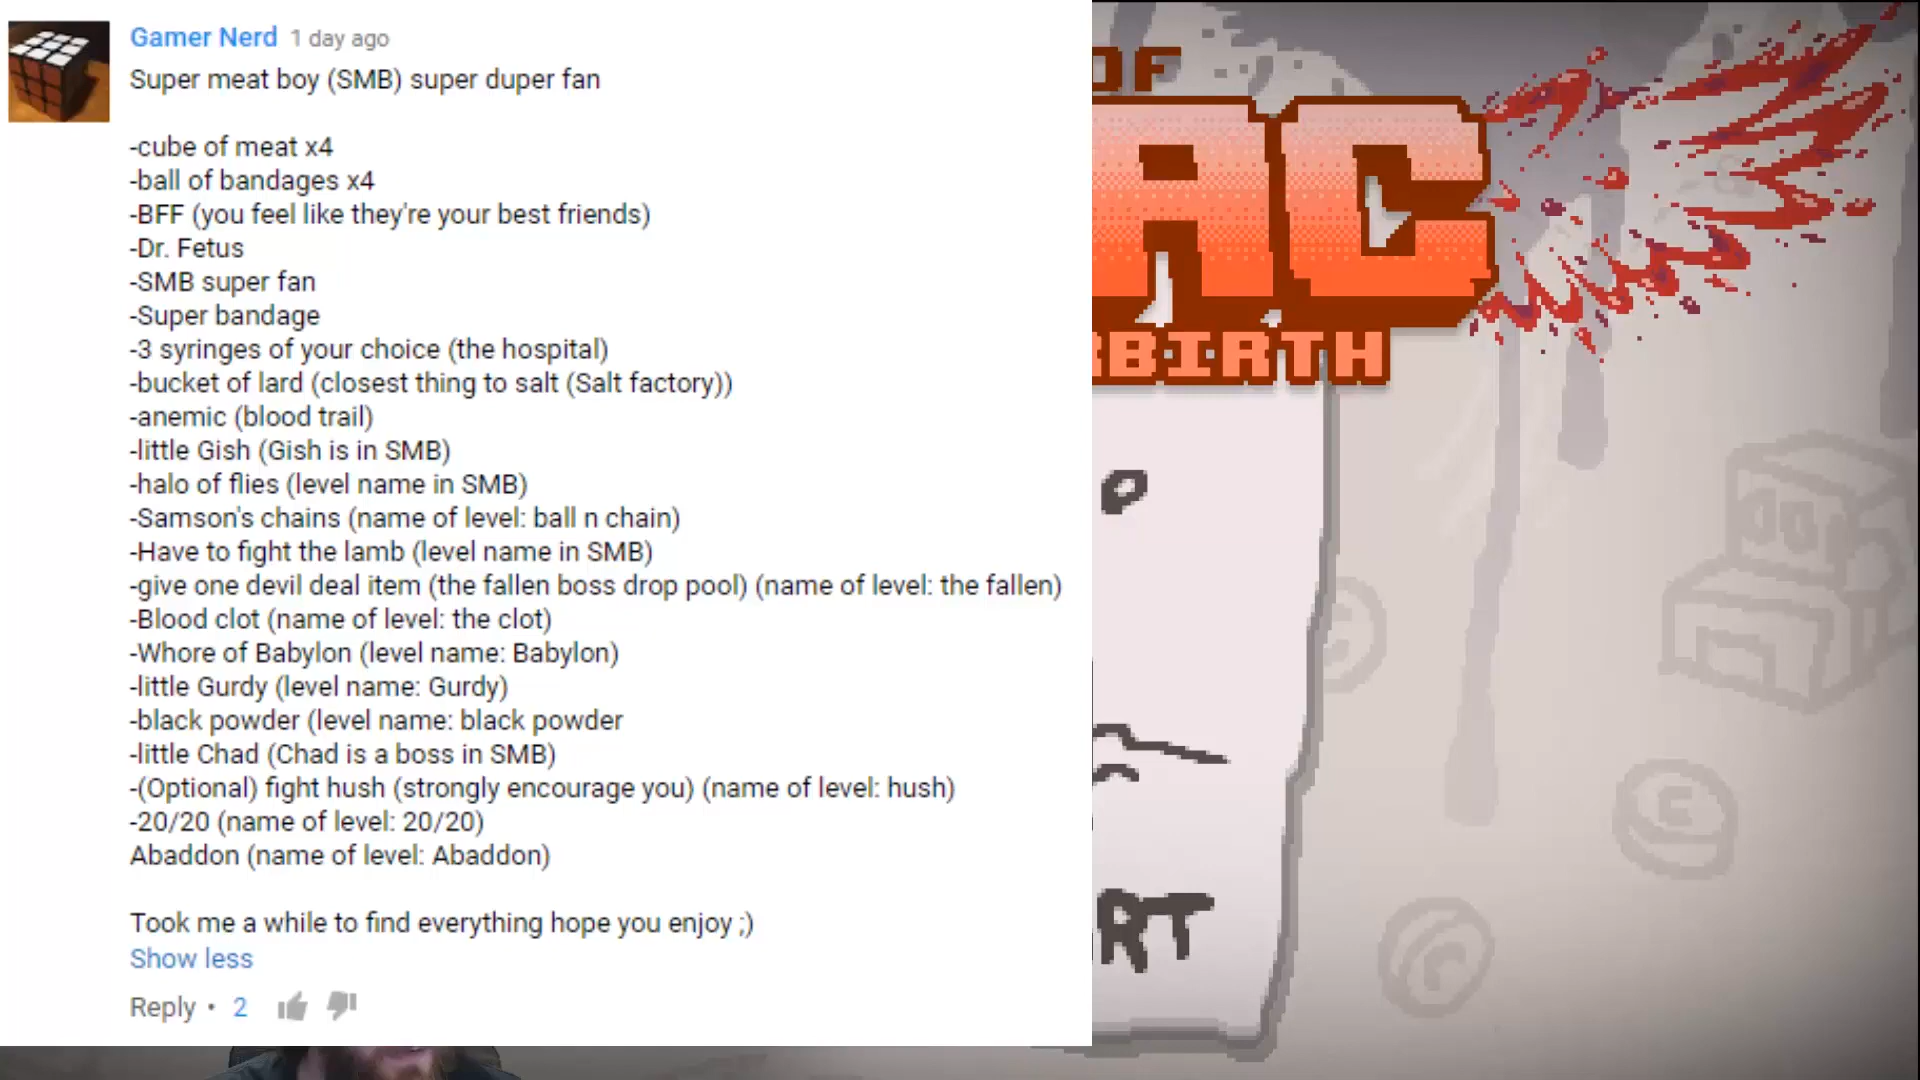 Gamer Nerd 1 day ago
Super meat boy (SMB) super duper fan
-cube of meat x4
-ball of bandages x4
-BFF (you feel like they're your best friends)
-Dr. Fetus
-SMB super fan
-Super bandage
-3 syringes of your choice (the hospital)
-bucket of lard (closest thing to salt (Salt factory))
-anemic (blood trail)
-little Gish (Gish is in SMB)
-halo of flies (level name in SMB)
-Samson's chains (name of level: ball n chain)
-Have to fight the lamb (level name in SMB)
-give one devil deal item (the fallen boss drop pool) (name of level: the fallen)
-Blood clot (name of level: the clot)
-Whore of Babylon (level name: Babylon)
-little Gurdy (level name: Gurdy)
-black powder (level name: black powder
-little Chad (Chad is a boss in SMB)
-(Optional) fight hush (strongly encourage you) (name of level: hush)
-20/20 (name of level: 20/20)
Abaddon (name of level: Abaddon)
Took me a while to find everything hope you enjoy ;)
Show less
Reply • 2
OF
AC
BIRTH
RT